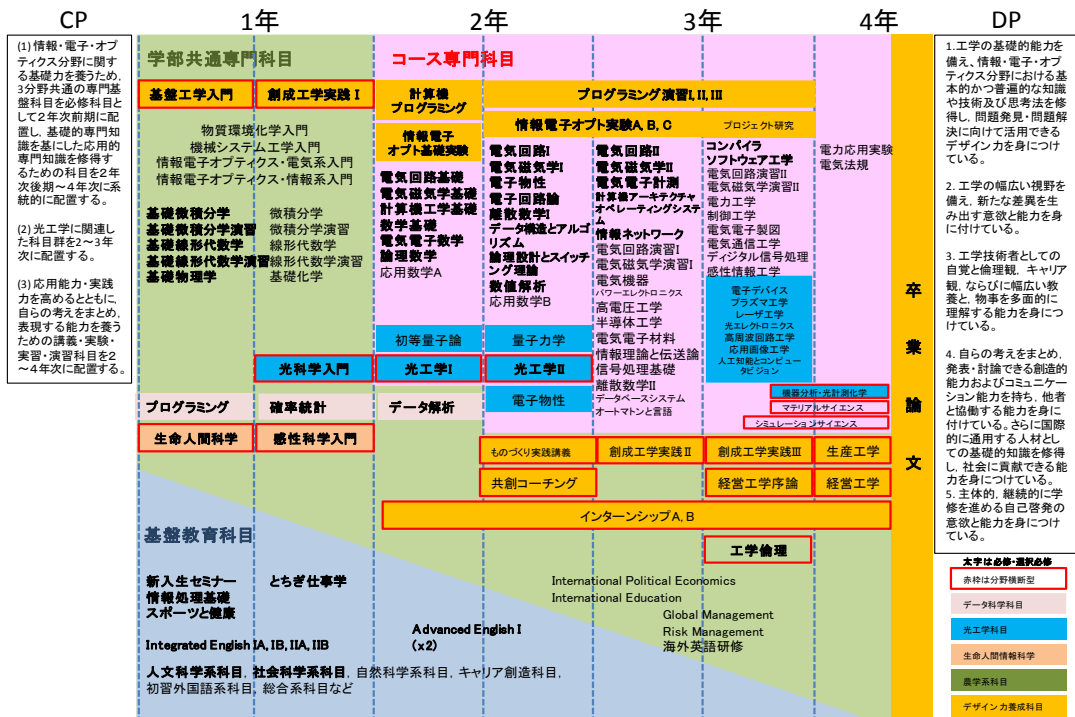 CP
1年
2年
3年
4年
DP
(1) 情報・電子・オプ
ティクス分野に関す
る基礎力を養うため,
3分野共通の専門基
盤科目を必修科目と
して2年次前期に配
置し, 基礎的専門知
識を基にした応用的
専門知識を修得す
るための科目を2年
次後期～4年次に系
統的に配置する。
(2) 光工学に関連し
た科目群を2～3年
次に配置する。
(3) 応用能力・実践
力を高めるとともに,
自らの考えをまとめ,
表現する能力を養う
ための講義・実験・
実習・演習科目を2
～4年次に配置する。
学部共通専門科目
基盤工学入門
創成工学実践 I
物質環境化学入門
機械システム工学入門
情報電子オプティクス・電気系入門
情報電子オプティクス・情報系入門
基礎微積分学
基礎微積分学演習
基礎線形代数学
基礎線形代数学演習
基礎物理学
微積分学
微積分学演習
線形代数学
線形代数学演習
基礎化学
光科学入門
プログラミング
確率統計
データ解析
生命人間科学
感性科学入門
コース専門科目
計算機
プログラミング
プログラミング演習I, II, III
情報電子
オプト基礎実験
情報電子オプト実験A, B, C
プロジェクト研究
電気回路基礎
電気磁気学基礎
計算機工学基礎
数学基礎
電気電子数学
論理数学
応用数学A
初等量子論
光工学I
電気回路I
電気磁気学I
電子物性
電子回路論
離散数学I
データ構造とアルゴ
リズム
論理設計とスイッチ
ング理論
数値解析
応用数学B
量子力学
光工学II
電子物性
電気回路II
電気磁気学II
電気電子計測
計算機アーキテクチャ
オペレーティングシステ
ム
情報ネットワーク
電気回路演習I
電気磁気学演習I
電気機器
パワーエレクトロニクス
高電圧工学
半導体工学
電気電子材料
情報理論と伝送論
信号処理基礎
離散数学II
データベースシステム
オートマトンと言語
コンパイラ
ソフトウェア工学
電気回路演習II
電気磁気学演習II
電力工学
制御工学
電気電子製図
電気通信工学
ディジタル信号処理
感性情報工学
電子デバイス
プラズマ工学
レーザ工学
光エレクトロニクス
高周波回路工学
応用画像工学
人工知能とコンピュー
タビジョン
電力応用実験
電気法規
機器分析・光計測化学
マテリアルサイエンス
シミュレーションサイエンス
ものづくり実践講義
創成工学実践 II
創成工学実践III
生産工学
共創コーチング
経営工学序論
経営工学
インターンシップA, B
工学倫理
卒
業
論
文
基盤教育科目
新入生セミナー
情報処理基礎
スポーツと健康
とちぎ仕事学
Integrated English IA, IB, IIA, IIB
Advanced English I
(x2)
International Political Economics
International Education
Global Management
Risk Management
海外英語研修
人文科学系科目, 社会科学系科目, 自然科学系科目, キャリア創造科目,
初習外国語系科目, 総合系科目など
1. 工学の基礎的能力を
備え、情報・電子・オプ
ティクス分野における基
本的かつ普遍的な知識
や技術及び思考法を修
得し, 問題発見・問題解
決に向けて活用できる
デザイン力を身につけ
ている。
2. 工学の幅広い視野を
備え, 新たな差異を生
み出す意欲と能力を身
に付けている。
3. 工学技術者としての
自覚と倫理観, キャリア
観, ならびに幅広い教
養と, 物事を多面的に
理解する能力を身につ
けている。
4. 自らの考えをまとめ,
発表・討論できる創造的
能力およびコミュニケー
ション能力を持ち, 他者
と協働する能力を身に
付けている。さらに国際
的に通用する人材とし
ての基礎的知識を修得
し, 社会に貢献できる能
力を身につけている。
5. 主体的, 継続的に学
修を進める自己啓発の
意欲と能力を身につけ
ている。
太字は必修・選択必修
赤枠は分野横断型
データ科学科目
光工学科目
生命人間情報科学
農学系科目
デザイン力養成科目